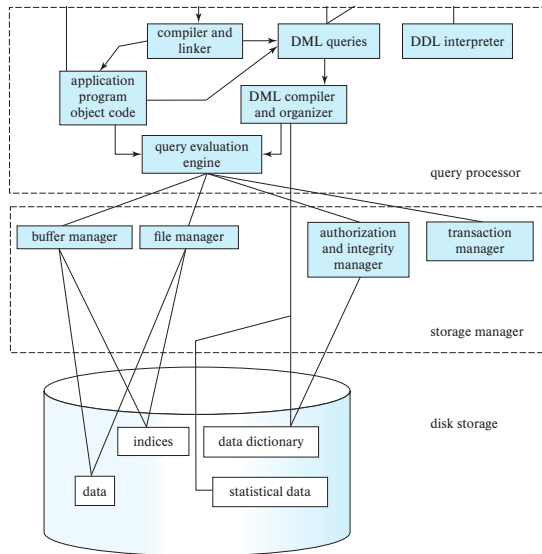 compiler and
linker
DML queries
DDL interpreter
application
program
object code
DML compiler
and organizer
query evaluation
engine
query processor
buffer manager
file manager
authorization
and integrity
manager
transaction
manager
storage manager
disk storage
indices
data dictionary
data
statistical data